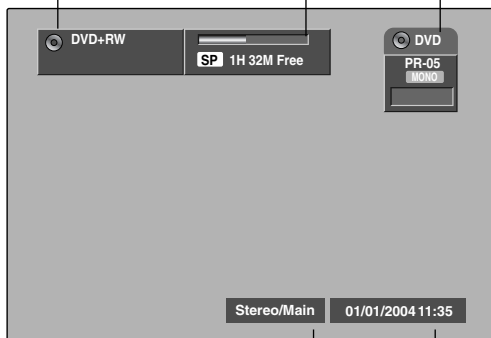 DVD+RW
SP 1H 32M Free
DVD
PR-05
MONO
Stereo/Main
01/01/2004 11:35